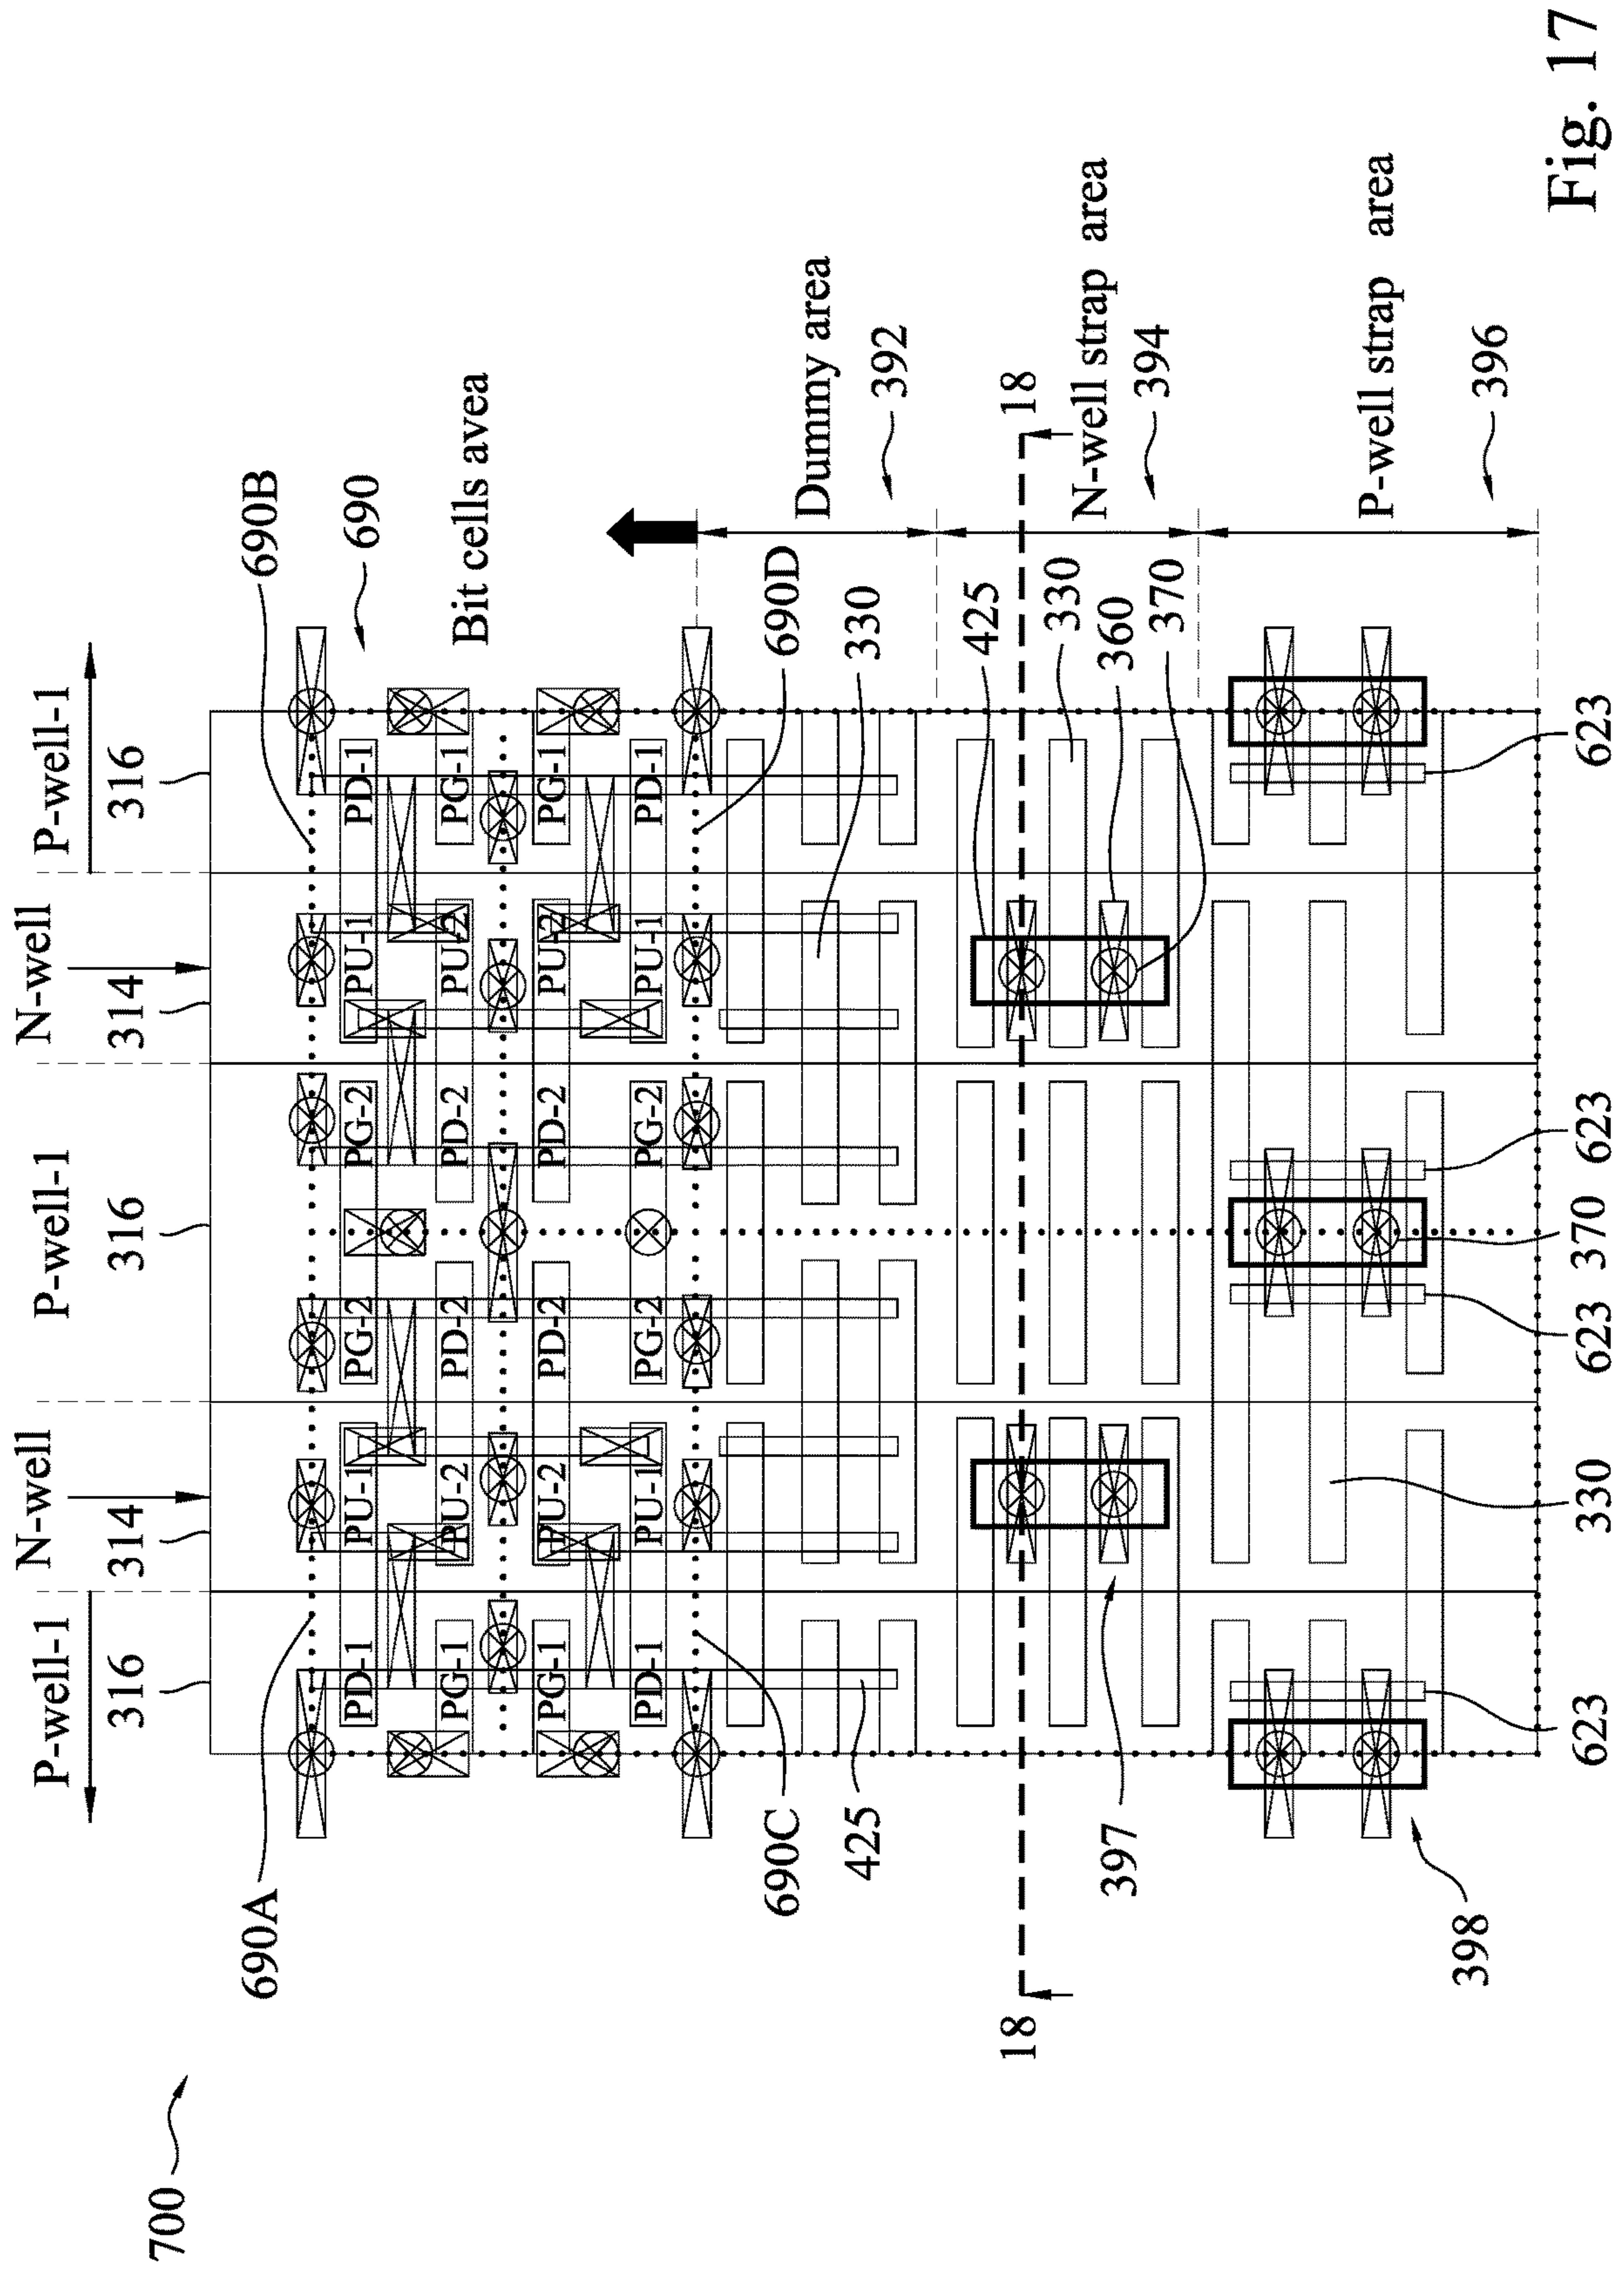 700
P-well-1
N-well
P-well-1
N-well
P-well-1
316
314
316
314
316
690A
690B
690
Bit cells avea
PD-1
PU-1
PG-2
PG-2
PU-1
PD-1
PG-1
PU-2
PD-2
PD-2
PU-2
PG-1
PG-1
PU-2
PD-2
PD-2
PU-2
PG-1
PD-1
PU-1
PG-2
PG-2
PU-1
PD-1
690C
690D
425
330
Dummy area
392
18
18
425
330
360
370
N-well strap area
394
397
P-well strap area
396
398
623
330
623
370
623
623
Fig. 17